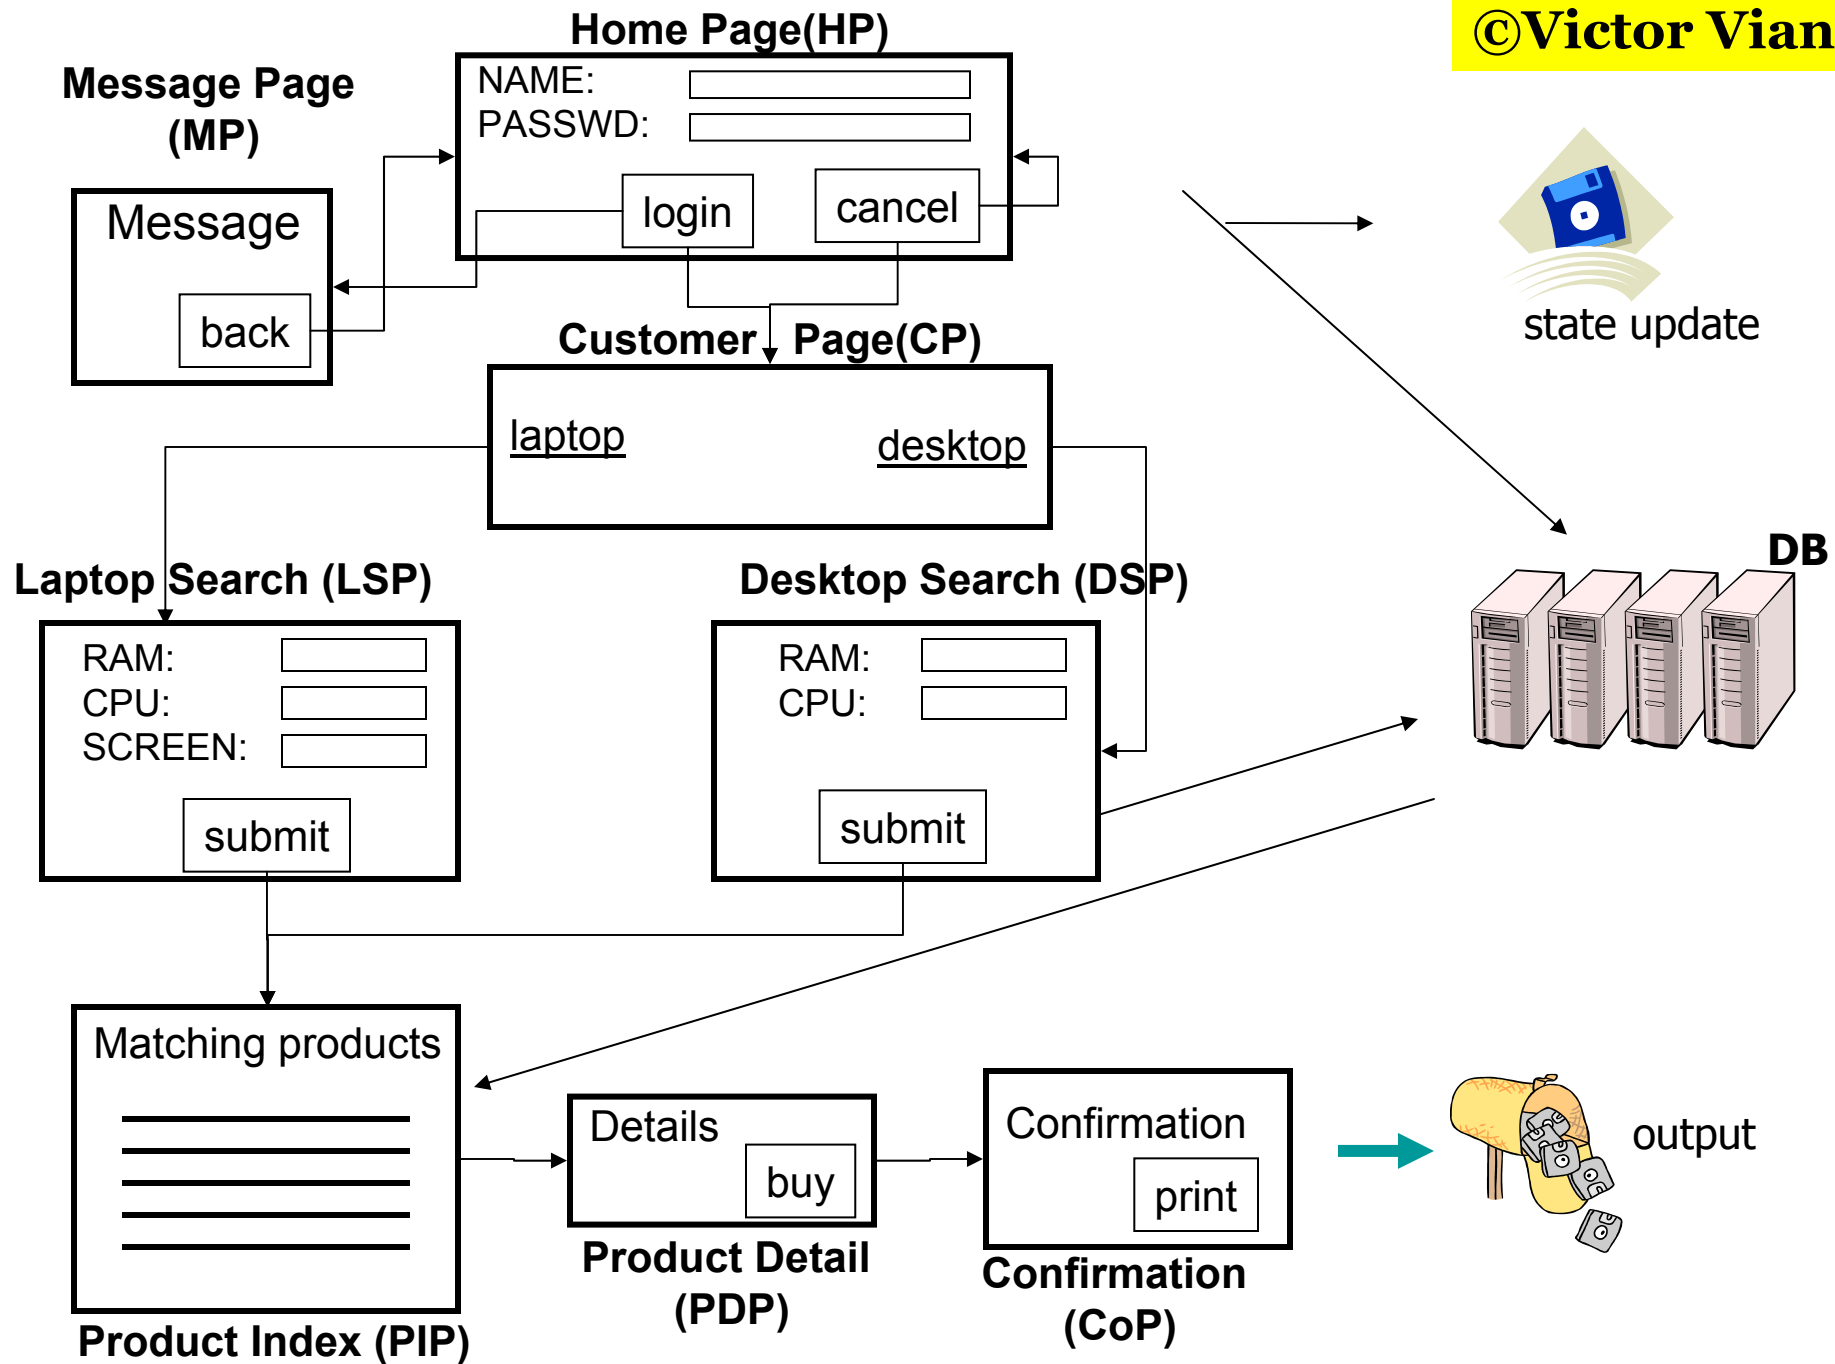 Home Page(HP)
©Victor Vian
Message Page
(MP)
NAME:
PASSWD:
login
cancel
Message
back
state update
Customer Page(CP)
laptop
desktop
DB
Laptop Search (LSP)
Desktop Search (DSP)
RAM:
CPU:
SCREEN:
submit
RAM:
CPU:
submit
Matching products
Details
buy
Confirmation
print
output
Product Detail
(PDP)
Confirmation
(CoP)
Product Index (PIP)